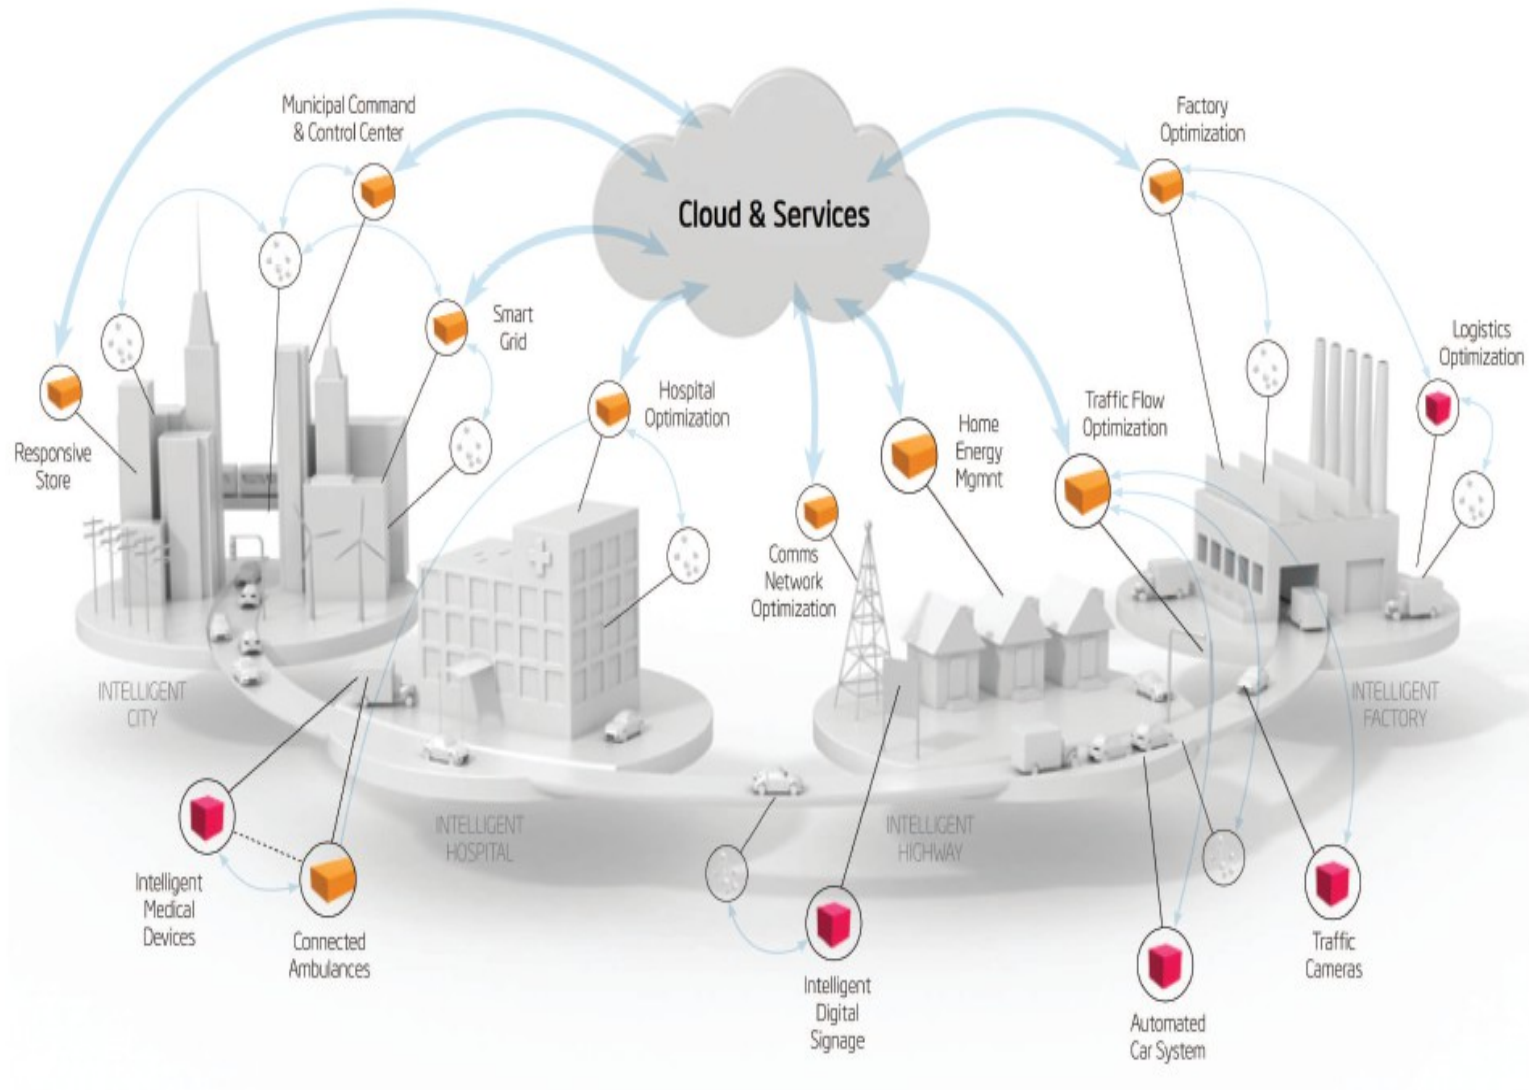 Municipal Command
& Control Center
Factory
Optimization
Cloud & Services
Smart
Grid
Logistics
Optimization
Responsive
Store
Hospital
Optimization
Home
Energy
Mgmnt
Traffic Flow
Optimization
Comms
Network
Optimization
INTELLIGENT
CITY
INTELLIGENT
FACTORY
INTELLIGENT
HOSPITAL
INTELLIGENT
HIGHWAY
Intelligent
Medical
Devices
Connected
Ambulances
Intelligent
Digital
Signage
Traffic
Cameras
Automated
Car System